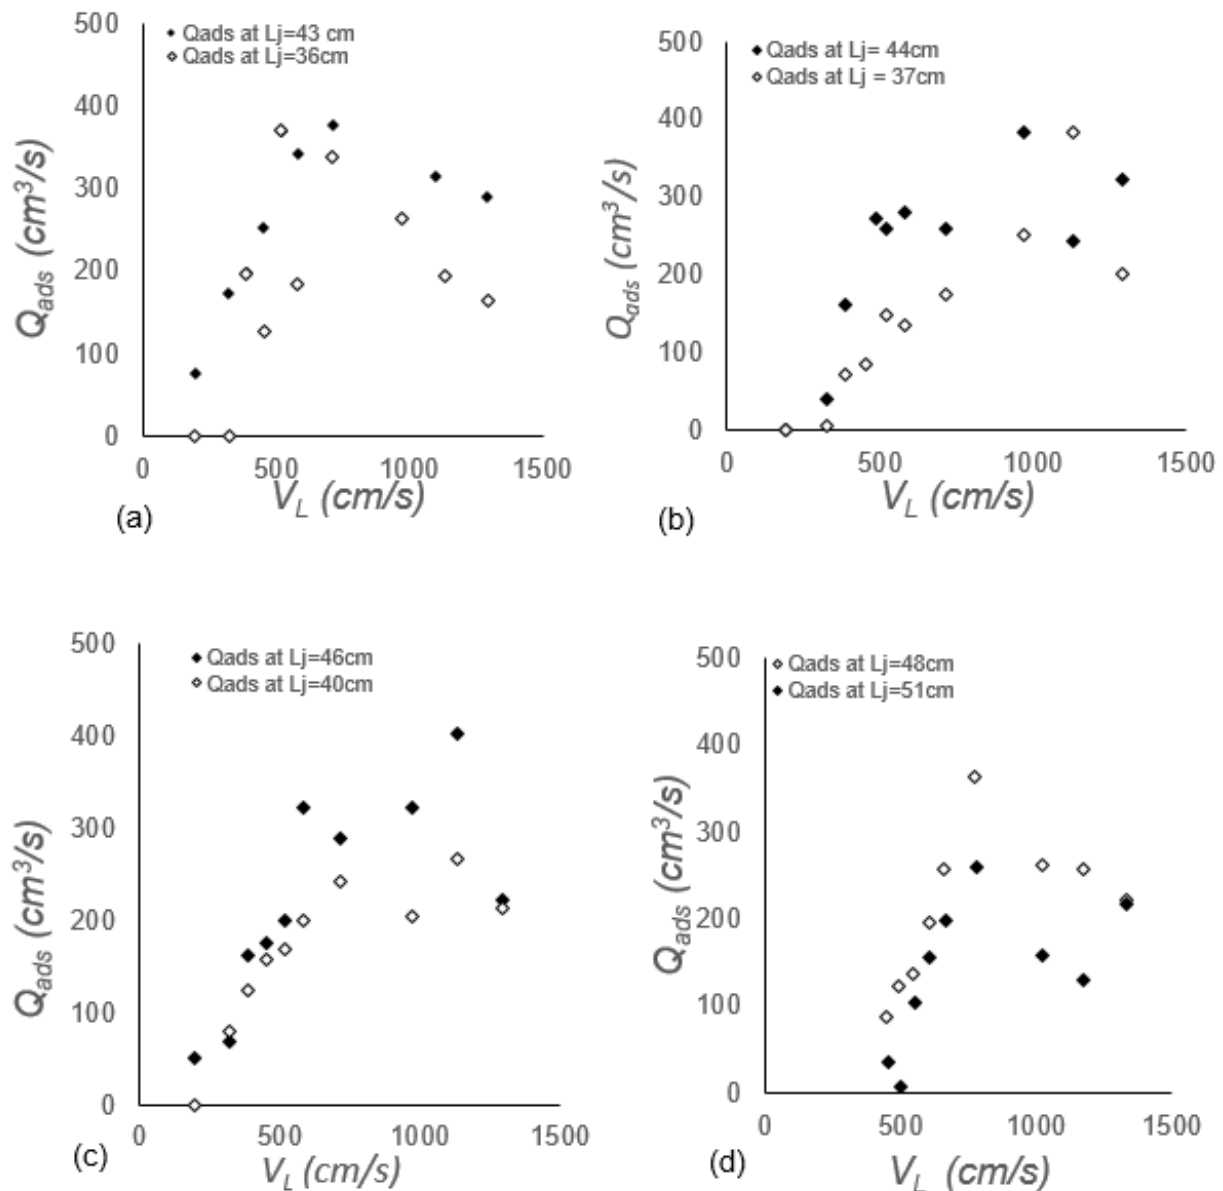 500
400
300
200
100
0
Qads (cm³/s)
Qads at Lj=43 cm
Qads at Lj=36cm
0 500 1000 1500
VL (cm/s)
(a)
500
400
300
200
100
0
Qads (cm³/s)
Qads at Lj= 44cm
Qads at Lj = 37cm
0 500 1000 1500
VL (cm/s)
(b)
500
400
300
200
100
0
Qads (cm³/s)
Qads at Lj=46cm
Qads at Lj=40cm
0 500 1000 1500
VL (cm/s)
(c)
500
400
300
200
100
0
Qads (cm³/s)
Qads at Lj=48cm
Qads at Lj=51cm
0 500 1000 1500
VL (cm/s)
(d)